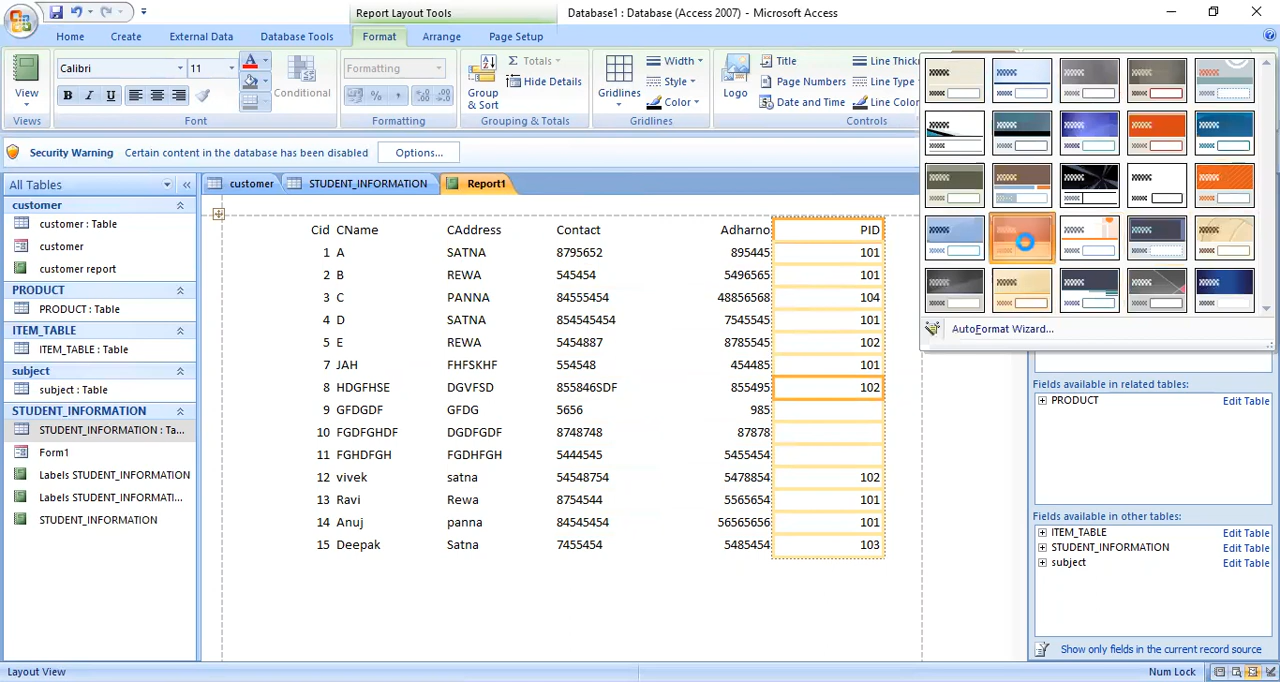 Report Layout Tools
Database1 : Database (Access 2007) - Microsoft Access
Home Create External Data Database Tools Format Arrange Page Setup
View
Views
Calibri 11
B I U A
Conditional
Font
Formatting
% ,
Formatting
Group & Sort
Σ Totals
Hide Details
Grouping & Totals
Gridlines
Width
Style
Color
Gridlines
Logo
Title
Page Numbers
Date and Time
Line Thick
Line Type
Line Color
Controls
AutoFormat Wizard...
Security Warning Certain content in the database has been disabled Options...
All Tables
customer
customer : Table
customer
customer report
PRODUCT
PRODUCT : Table
ITEM_TABLE
ITEM_TABLE : Table
subject
subject : Table
STUDENT_INFORMATION
STUDENT_INFORMATION : Ta...
Form1
Labels STUDENT_INFORMATION
Labels STUDENT_INFORMATI...
STUDENT_INFORMATION
customer STUDENT_INFORMATION Report1
Cid CName CAddress Contact Adharno PID
1 A SATNA 8795652 895445 101
2 B REWA 545454 5496565 101
3 C PANNA 84555454 48856568 104
4 D SATNA 854545454 7545545 101
5 E REWA 5454887 8785545 102
7 JAH FHFSKHF 554548 454485 101
8 HDGFHSE DGVFSD 855846SDF 855495 102
9 GFDGDF GFDG 5656 985
10 FGDFGHDF DGDFGDF 8748748 87878
11 FGHDFGH FGDHFGH 5444545 5455454
12 vivek satna 54548754 5478854 102
13 Ravi Rewa 8754544 5565654 101
14 Anuj panna 84545454 56565656 101
15 Deepak Satna 7455454 5485454 103
Fields available in related tables:
PRODUCT Edit Table
Fields available in other tables:
ITEM_TABLE Edit Table
STUDENT_INFORMATION Edit Table
subject Edit Table
Show only fields in the current record source
Layout View Num Lock